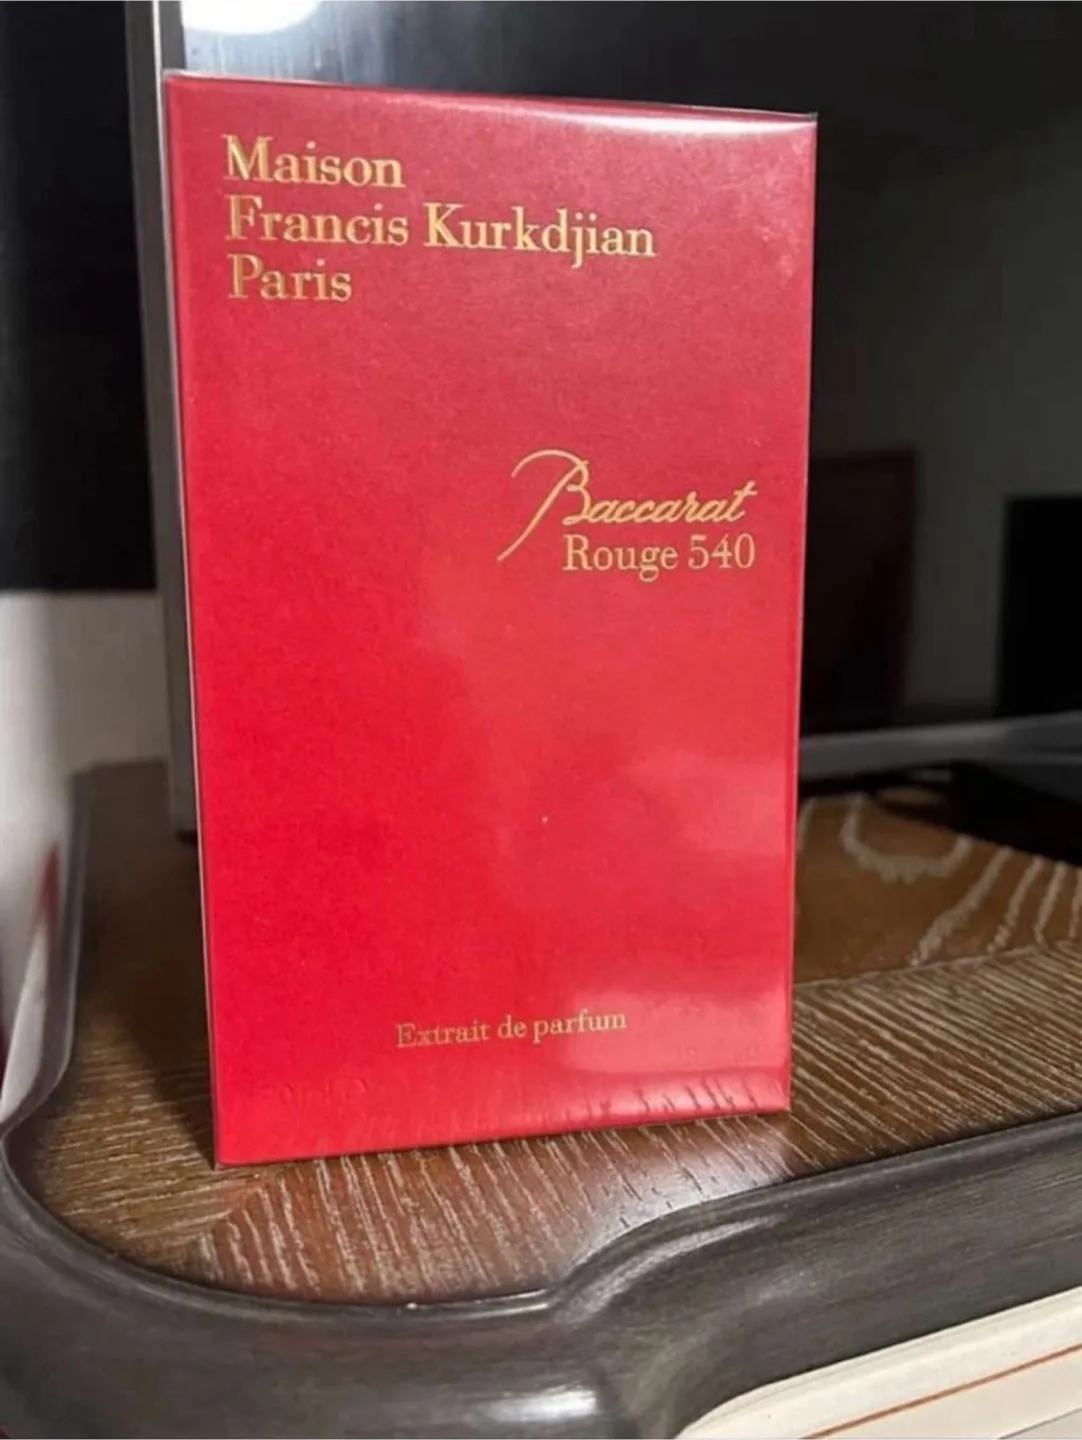 Maison
Francis Kurkdjian
Paris
Baccarat
Rouge 540
Extrait de parfum